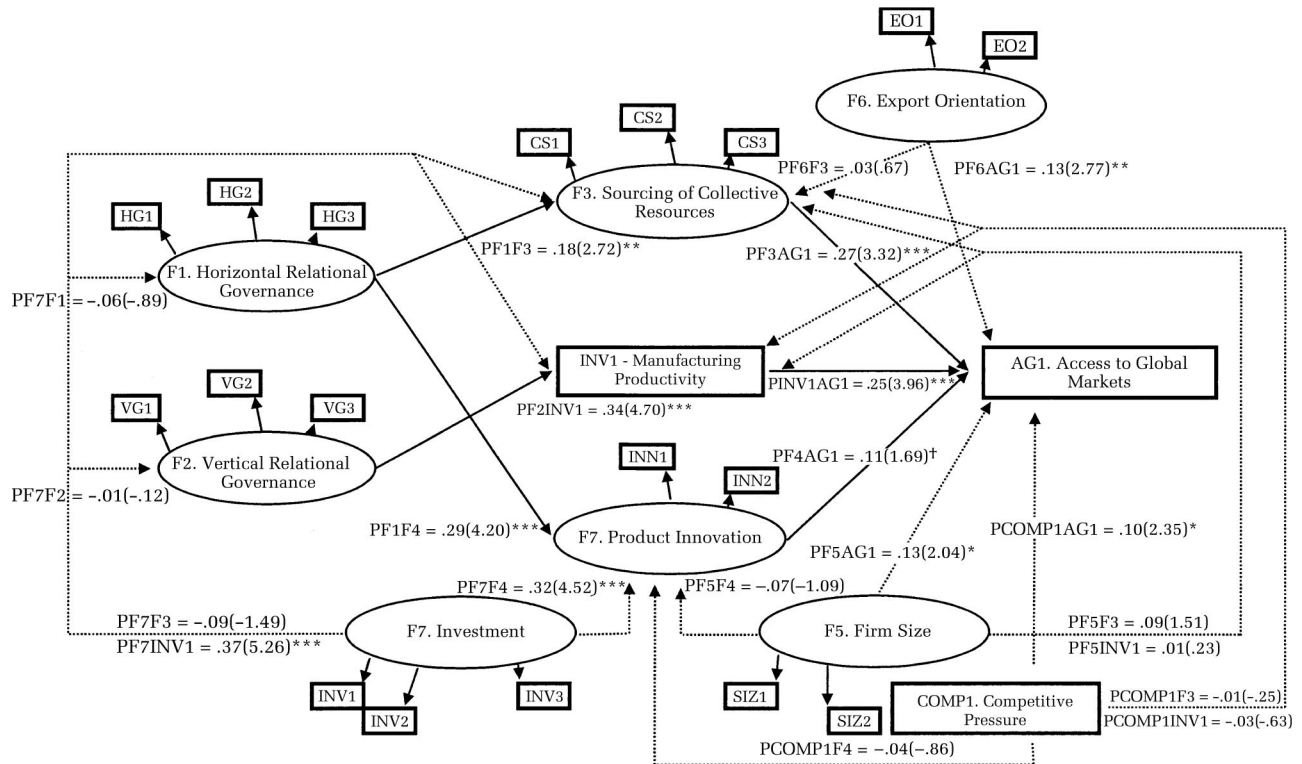 EO1
EO2
F6. Export Orientation
CS1
CS2
CS3
F3. Sourcing of Collective
Resources
PF6F3 = .03(.67)
PF6AG1 = .13(2.77)**
HG1
HG2
HG3
F1. Horizontal Relational
Governance
PF1F3 = .18(2.72)**
PF3AG1 = .27(3.32)***
PF7F1 = –.06(–.89)
INV1 - Manufacturing
Productivity
AG1. Access to Global
Markets
PINV1AG1 = .25(3.96)***
PF2INV1 = .34(4.70)***
VG1
VG2
VG3
F2. Vertical Relational
Governance
PF7F2 = –.01(–.12)
INN1
INN2
PF4AG1 = .11(1.69)†
PF1F4 = .29(4.20)***
F7. Product Innovation
PCOMP1AG1 = .10(2.35)*
PF5AG1 = .13(2.04)*
PF7F4 = .32(4.52)***
PF5F4 = –.07(–1.09)
PF7F3 = –.09(–1.49)
PF7INV1 = .37(5.26)***
F7. Investment
F5. Firm Size
PF5F3 = .09(1.51)
PF5INV1 = .01(.23)
INV1
INV2
INV3
SIZ1
SIZ2
COMP1. Competitive
Pressure
PCOMP1F3 = –.01(–.25)
PCOMP1INV1 = –.03(–.63)
PCOMP1F4 = –.04(–.86)